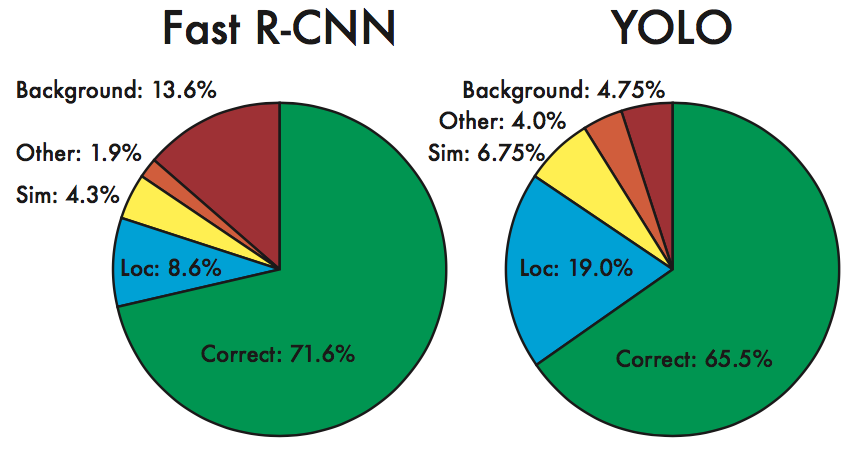 Fast R-CNN
Background: 13.6%
Other: 1.9%
Sim: 4.3%
Loc: 8.6%
Correct: 71.6%
YOLO
Background: 4.75%
Other: 4.0%
Sim: 6.75%
Loc: 19.0%
Correct: 65.5%